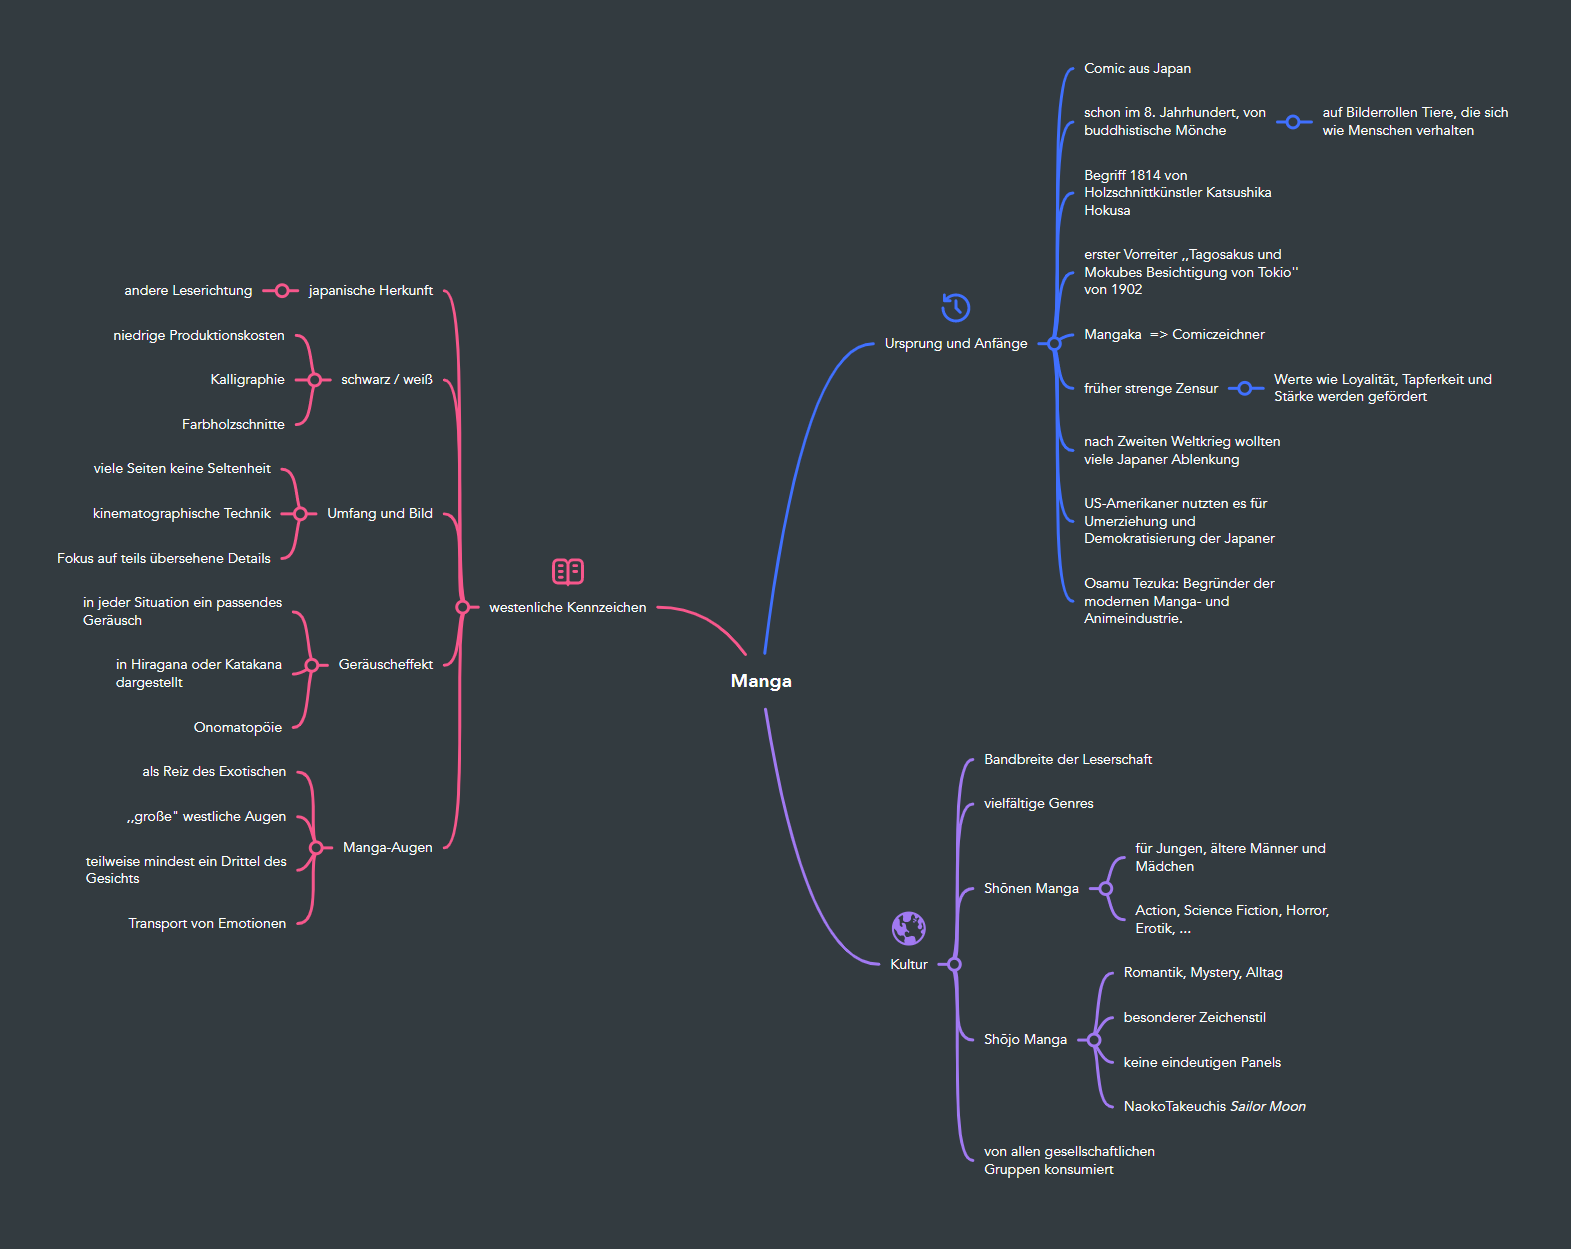 Manga
Ursprung und Anfänge
Comic aus Japan
schon im 8. Jahrhundert, von
buddhistische Mönche
auf Bilderrollen Tiere, die sich
wie Menschen verhalten
Begriff 1814 von
Holzschnittkünstler Katsushika
Hokusa
erster Vorreiter ,,Tagosakus und
Mokubes Besichtigung von Tokio''
von 1902
Mangaka  => Comiczeichner
früher strenge Zensur
Werte wie Loyalität, Tapferkeit und
Stärke werden gefördert
nach Zweiten Weltkrieg wollten
viele Japaner Ablenkung
US-Amerikaner nutzten es für
Umerziehung und
Demokratisierung der Japaner
Osamu Tezuka: Begründer der
modernen Manga- und
Animeindustrie.
Kultur
Bandbreite der Leserschaft
vielfältige Genres
Shōnen Manga
für Jungen, ältere Männer und
Mädchen
Action, Science Fiction, Horror,
Erotik, ...
Shōjo Manga
Romantik, Mystery, Alltag
besonderer Zeichenstil
keine eindeutigen Panels
NaokoTakeuchis Sailor Moon
von allen gesellschaftlichen
Gruppen konsumiert
westenliche Kennzeichen
japanische Herkunft
andere Leserichtung
schwarz / weiß
niedrige Produktionskosten
Kalligraphie
Farbholzschnitte
Umfang und Bild
viele Seiten keine Seltenheit
kinematographische Technik
Fokus auf teils übersehene Details
Geräuscheffekt
in jeder Situation ein passendes
Geräusch
in Hiragana oder Katakana
dargestellt
Onomatopöie
Manga-Augen
als Reiz des Exotischen
,,große" westliche Augen
teilweise mindest ein Drittel des
Gesichts
Transport von Emotionen